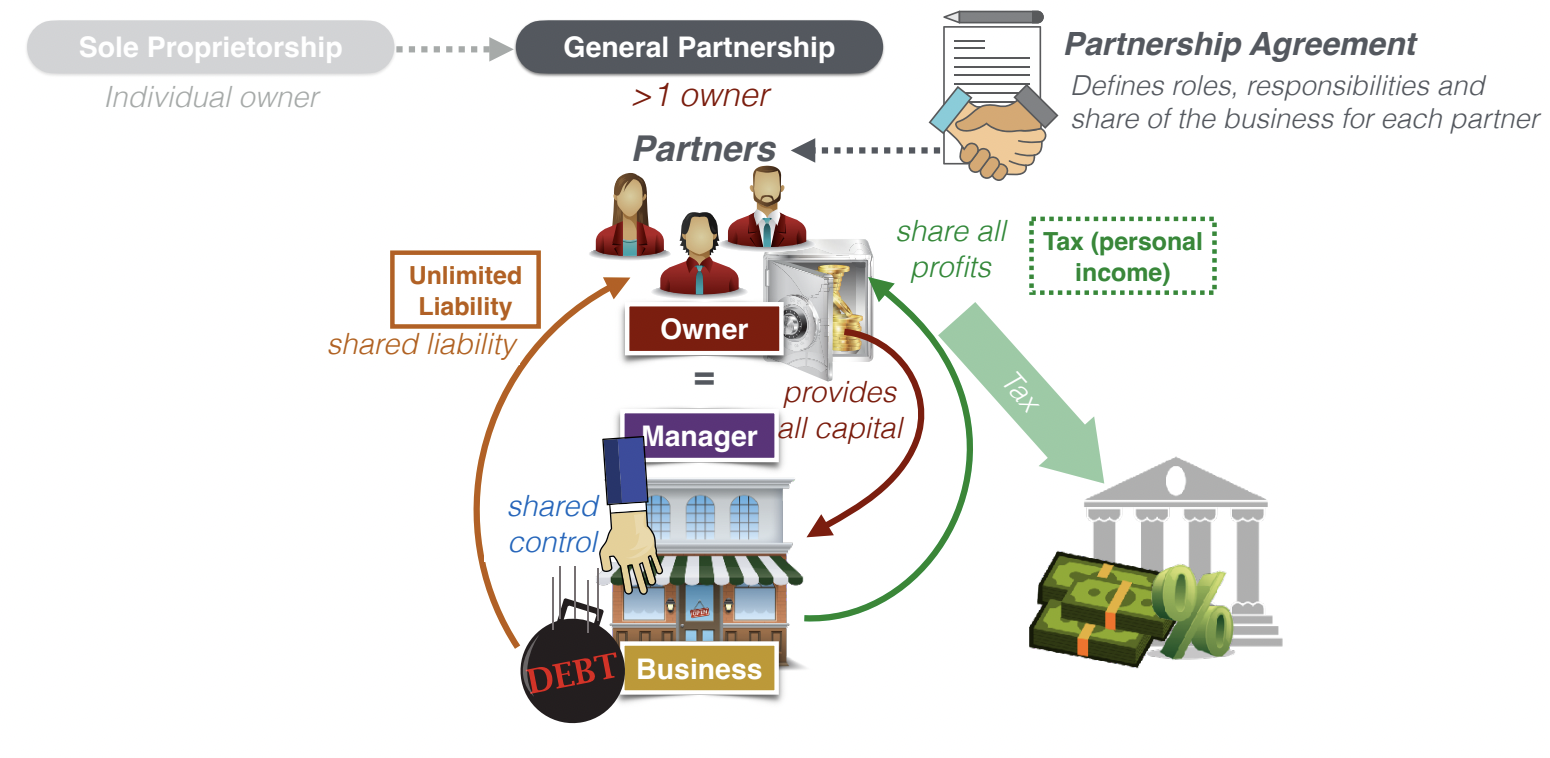 Sole Proprietorship
Individual owner
General Partnership
>1 owner
Partnership Agreement
Defines roles, responsibilities and
share of the business for each partner
Partners
Unlimited
Liability
shared liability
share all
profits
Tax (personal
income)
Owner
=
provides
all capital
Manager
Tax
shared
control
OPEN
DEBT
Business
%